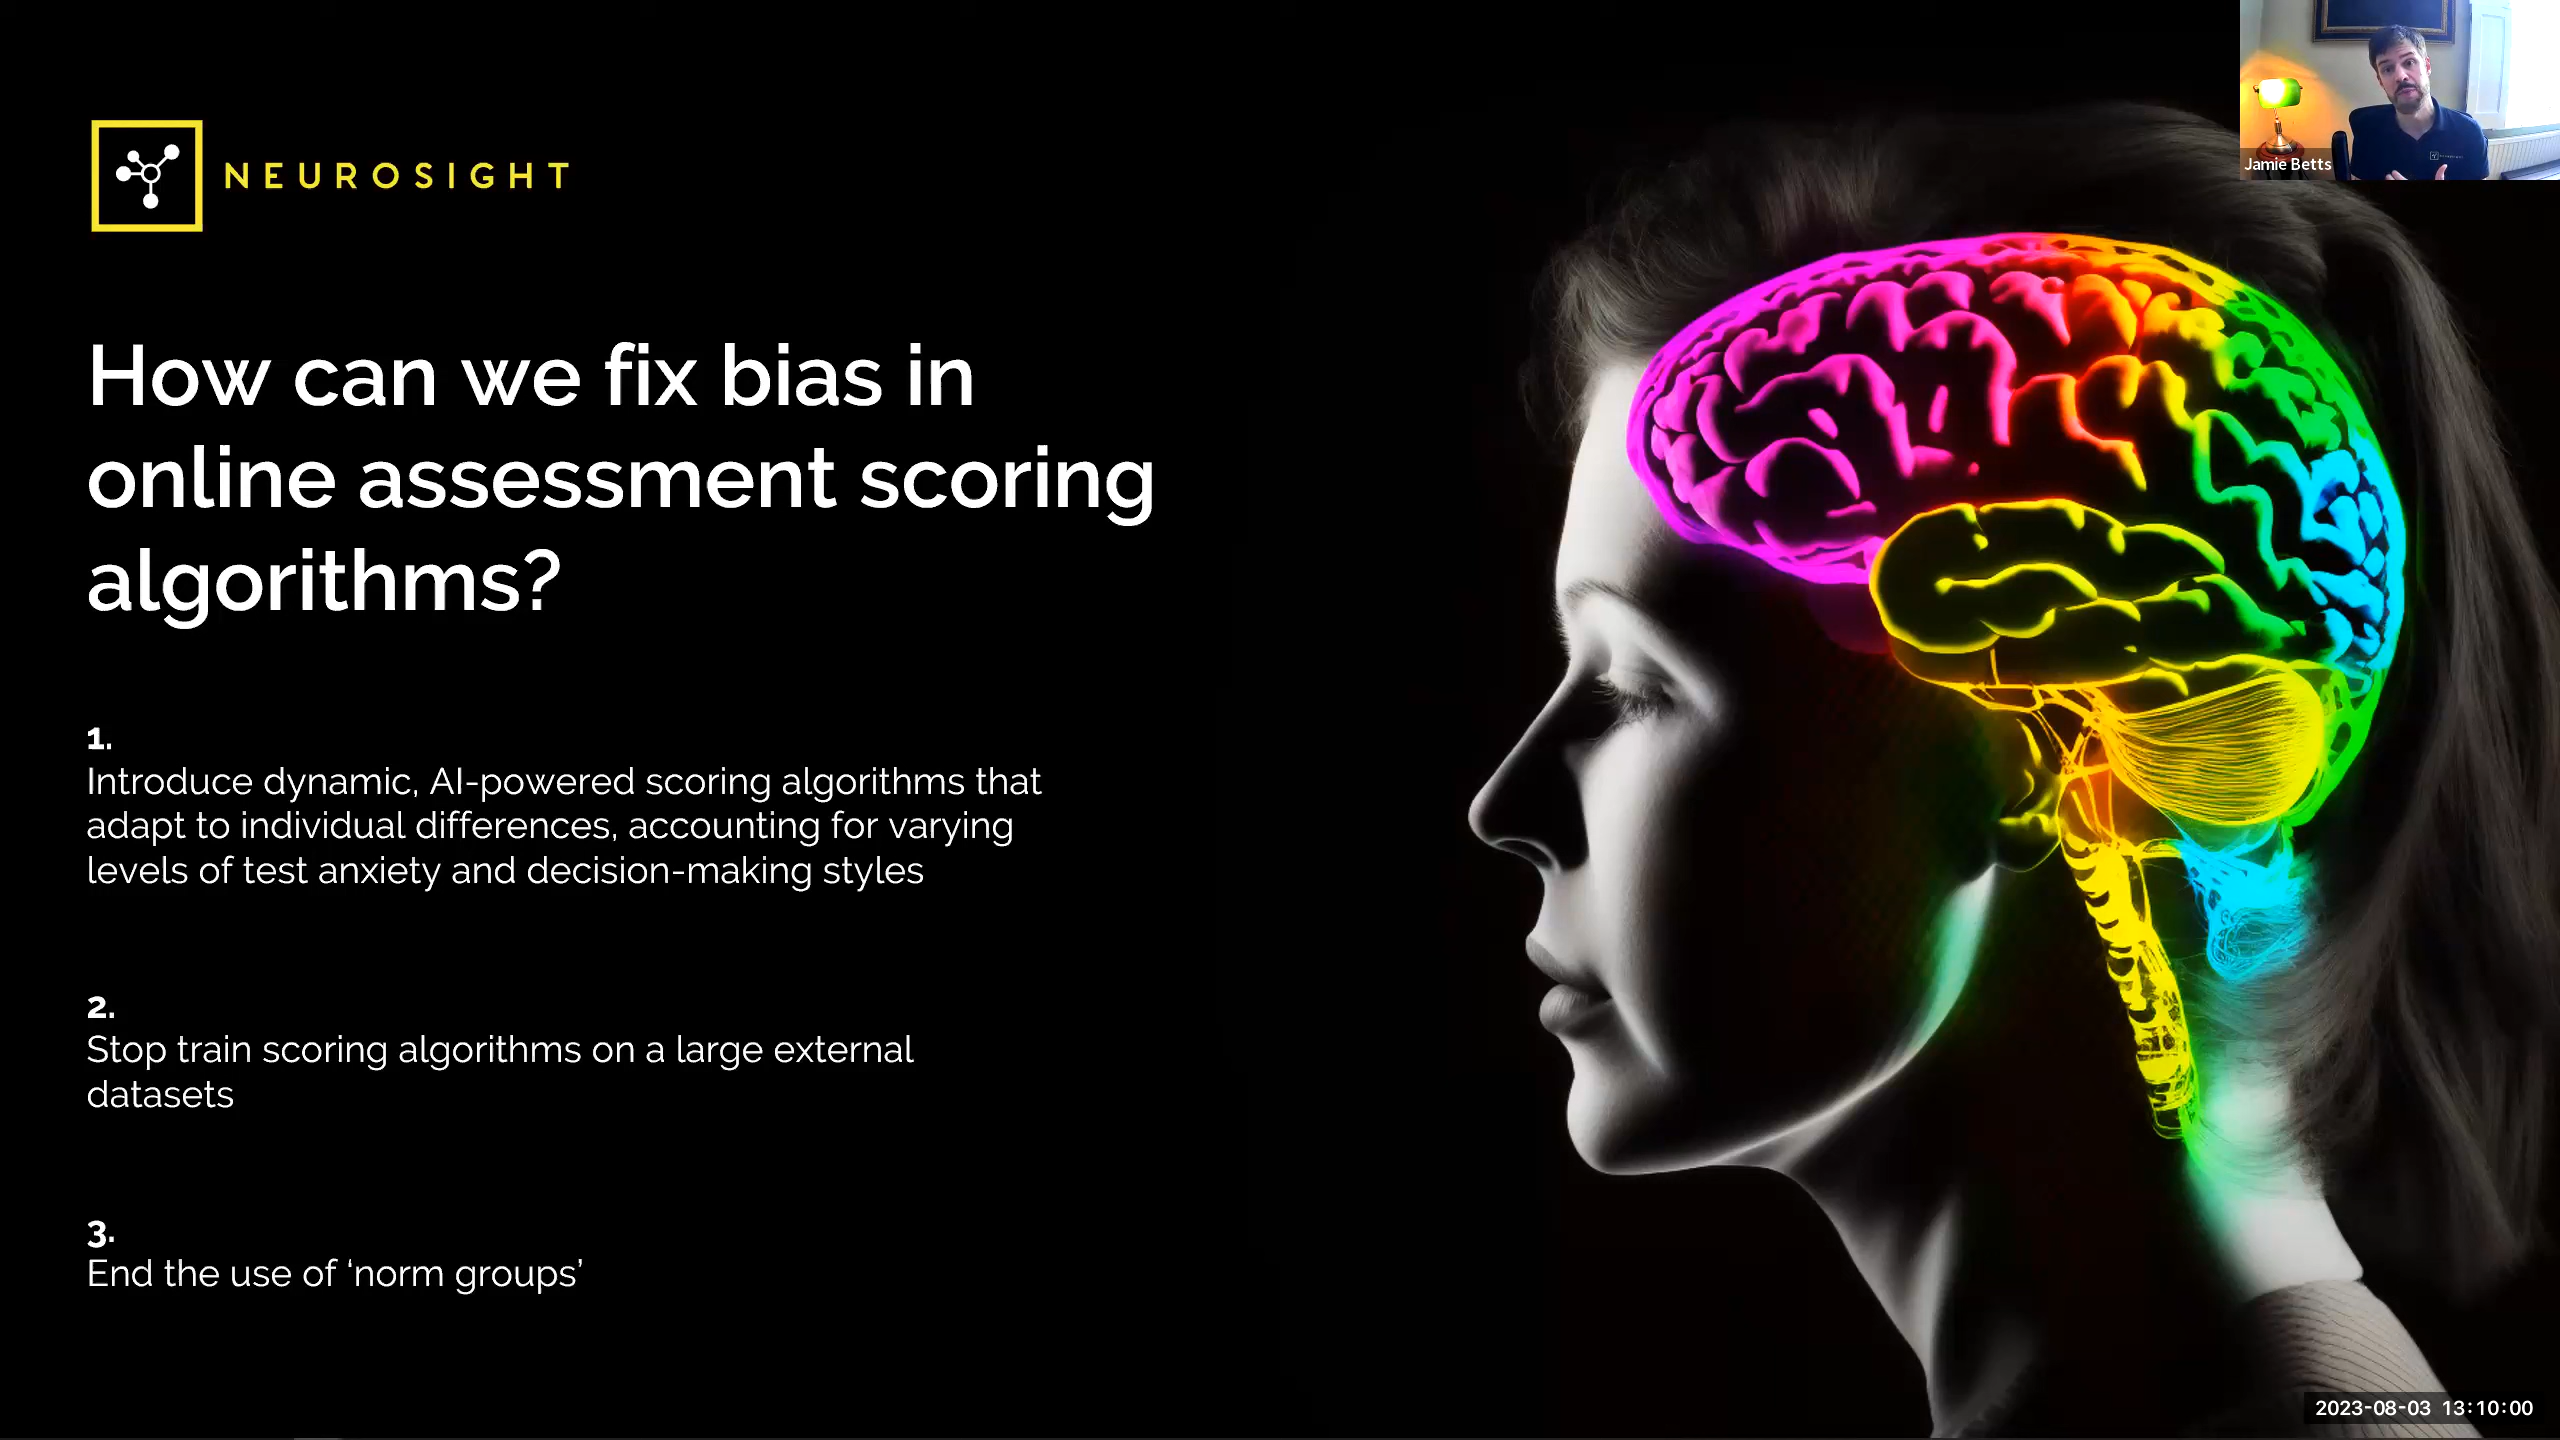 NEUROSIGHT
How can we fix bias in
online assessment scoring
algorithms?
1.
Introduce dynamic, AI-powered scoring algorithms that
adapt to individual differences, accounting for varying
levels of test anxiety and decision-making styles
2.
Stop train scoring algorithms on a large external
datasets
3.
End the use of ‘norm groups’
Jamie Betts
2023-08-03 13:10:00